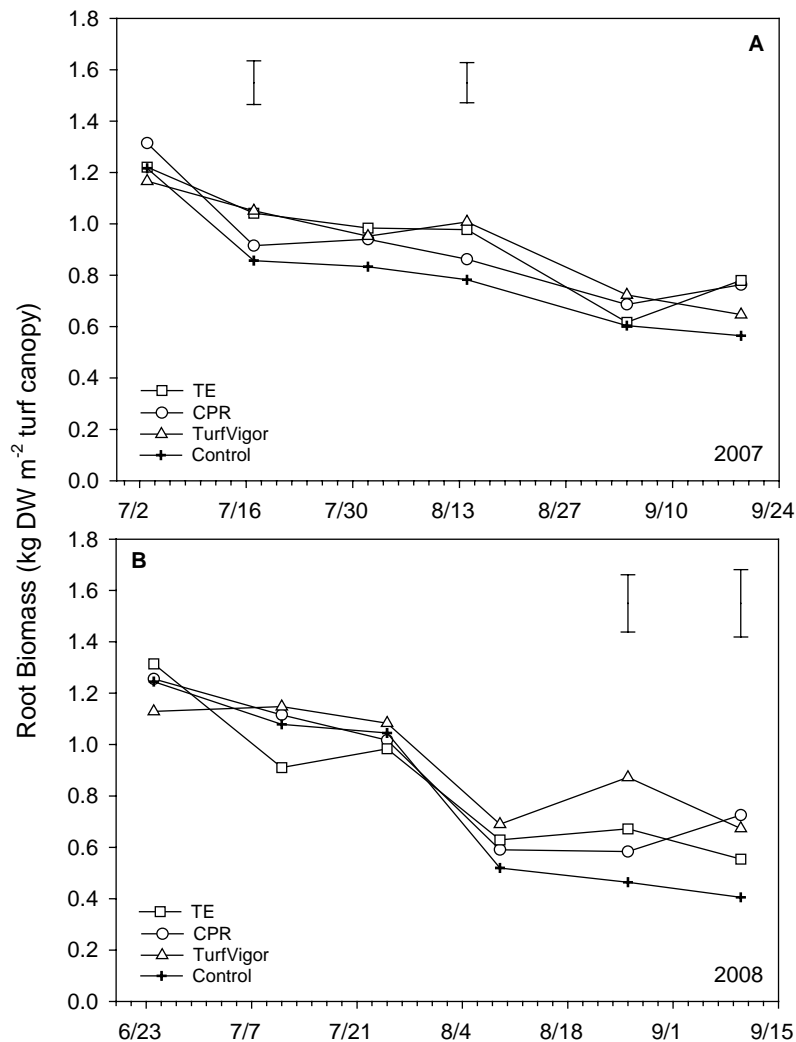 Root Biomass (kg DW m-2 turf canopy)
A
1.8
1.6
1.4
1.2
1.0
0.8
0.6
0.4
0.2
0.0
TE
CPR
TurfVigor
Control
2007
7/2 7/16 7/30 8/13 8/27 9/10 9/24
B
1.8
1.6
1.4
1.2
1.0
0.8
0.6
0.4
0.2
0.0
TE
CPR
TurfVigor
Control
2008
6/23 7/7 7/21 8/4 8/18 9/1 9/15